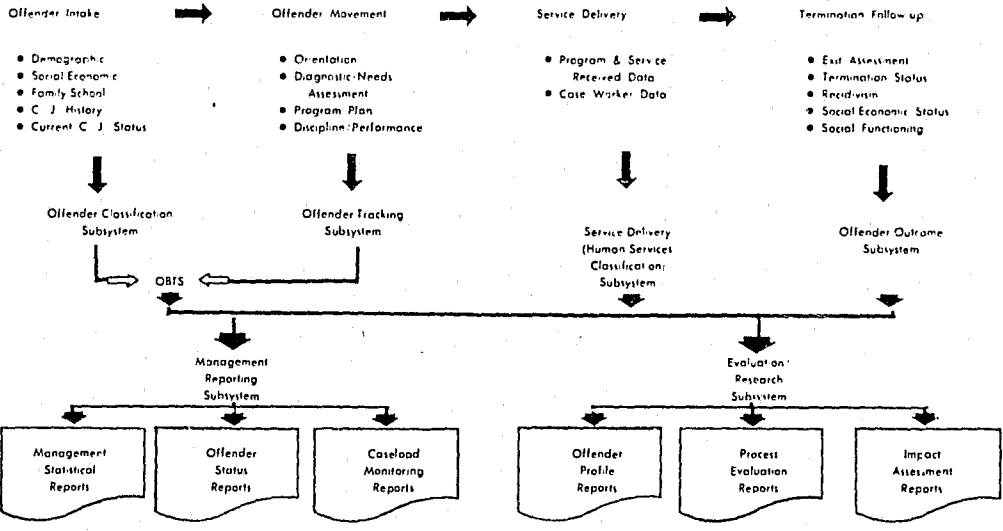 Offender Intake
Offender Movement
Service Delivery
Termination Follow up
• Demographic
• Social Economic
• Family School
• C J History
• Current C J Status
• Orientation
• Diagnostic-Needs
Assessment
• Program Plan
• Discipline/Performance
• Program & Service
Received Data
• Case Worker Data
• Exit Assessment
• Termination Status
• Recidivism
• Social Economic Status
• Social Functioning
Offender Classification
Subsystem
Offender Tracking
Subsystem
Service Delivery
(Human Services
Classification)
Subsystem
Offender Outcome
Subsystem
OBTS
Management
Reporting
Subsystem
Evaluation/
Research
Subsystem
Management
Statistical
Reports
Offender
Status
Reports
Caseload
Monitoring
Reports
Offender
Profile
Reports
Process
Evaluation
Reports
Impact
Assessment
Reports